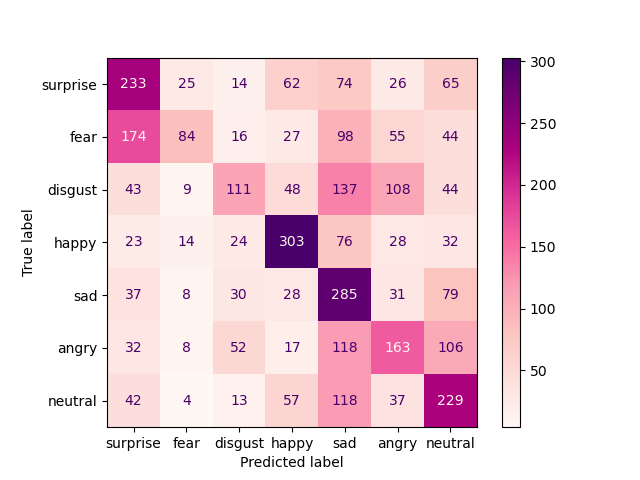 surprise 233 25 14 62 74 26 65
fear 174 84 16 27 98 55 44
disgust 43 9 111 48 137 108 44
happy 23 14 24 303 76 28 32
sad 37 8 30 28 285 31 79
angry 32 8 52 17 118 163 106
neutral 42 4 13 57 118 37 229
surprise fear disgust happy sad angry neutral
Predicted label
True label
300
250
200
150
100
50